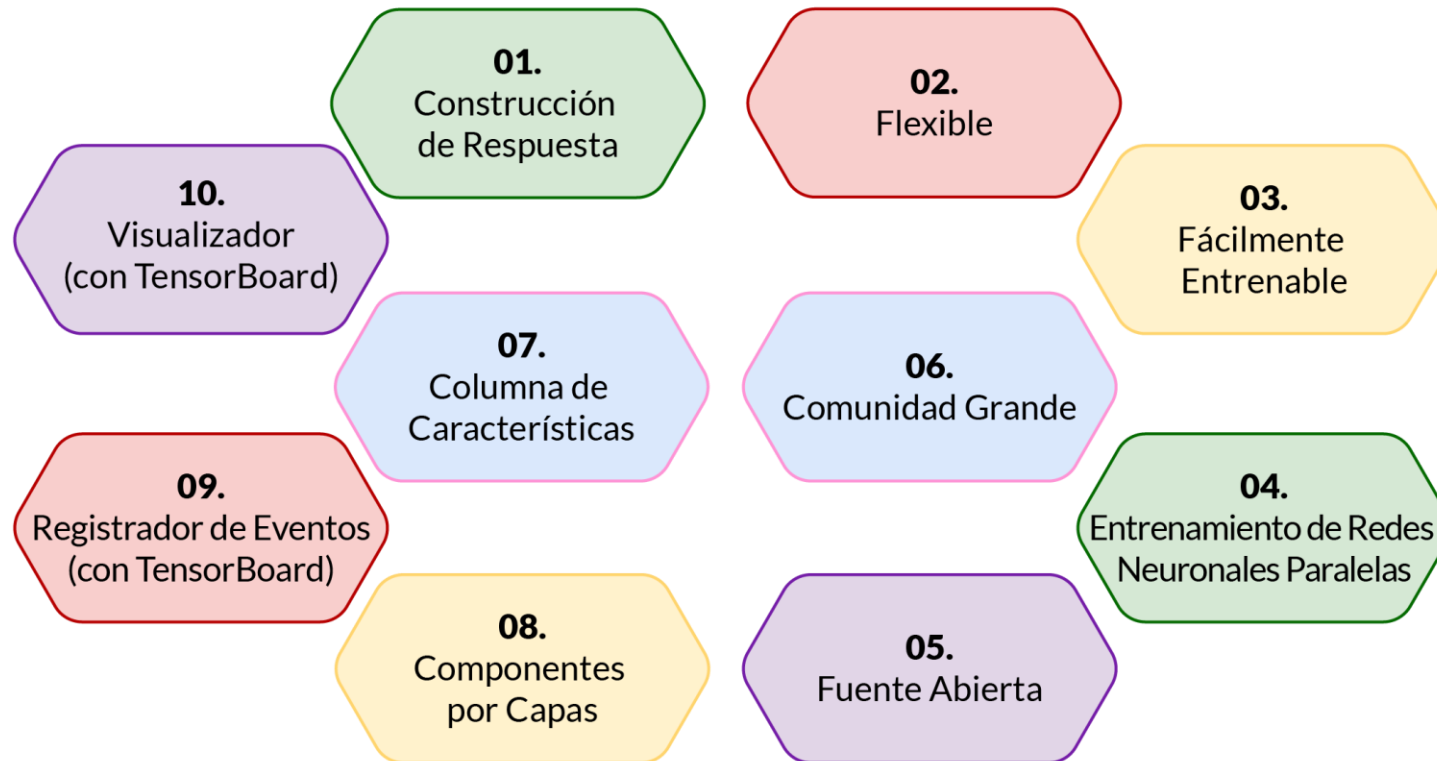 01.
Construcción
de Respuesta
02.
Flexible
03.
Fácilmente
Entrenable
04.
Entrenamiento de Redes
Neuronales Paralelas
05.
Fuente Abierta
06.
Comunidad Grande
07.
Columna de
Características
08.
Componentes
por Capas
09.
Registrador de Eventos
(con TensorBoard)
10.
Visualizador
(con TensorBoard)